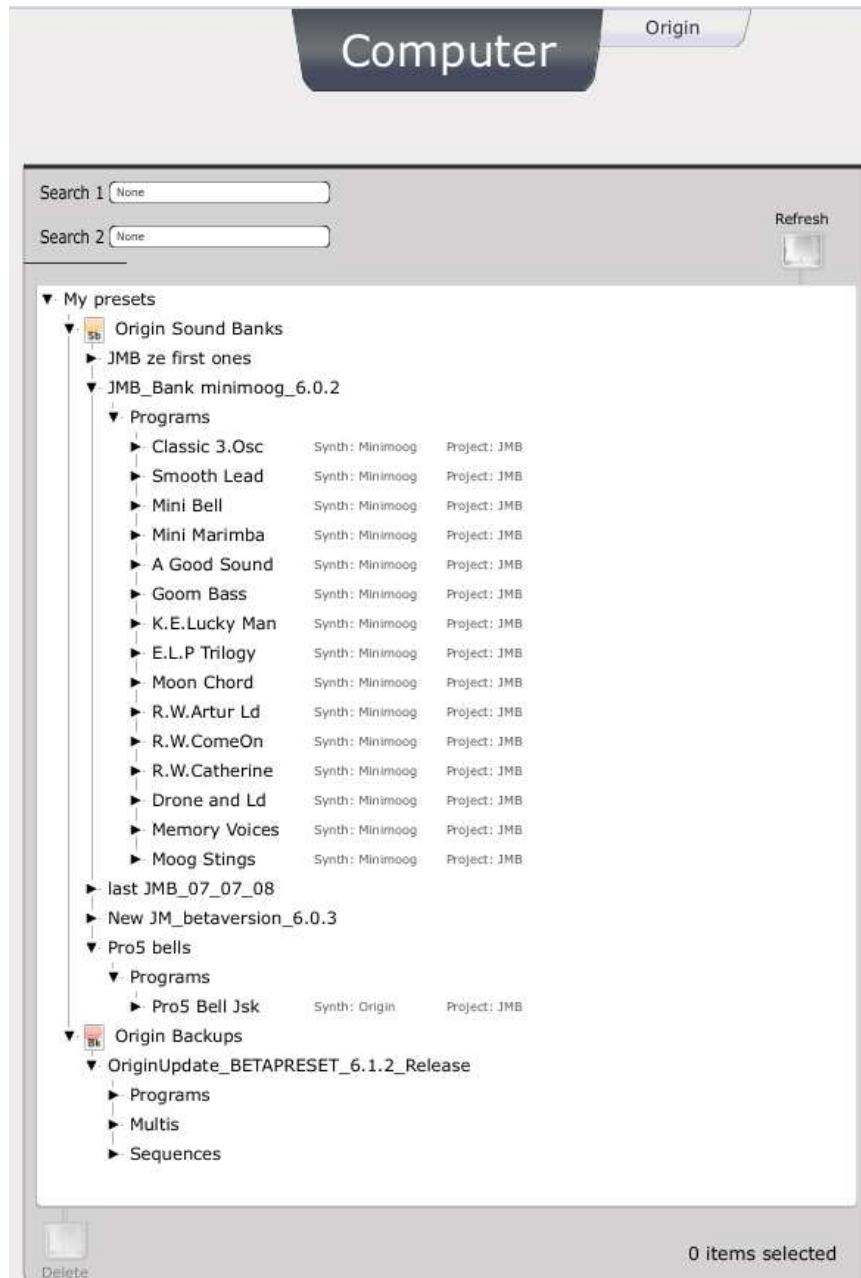 Computer
Origin
Search 1 None
Refresh
Search 2 None
My presets
Sb Origin Sound Banks
JMB ze first ones
JMB_Bank minimoog_6.0.2
Programs
Classic 3.Osc Synth: Minimoog Project: JMB
Smooth Lead Synth: Minimoog Project: JMB
Mini Bell Synth: Minimoog Project: JMB
Mini Marimba Synth: Minimoog Project: JMB
A Good Sound Synth: Minimoog Project: JMB
Goom Bass Synth: Minimoog Project: JMB
K.E.Lucky Man Synth: Minimoog Project: JMB
E.L.P Trilogy Synth: Minimoog Project: JMB
Moon Chord Synth: Minimoog Project: JMB
R.W.Artur Ld Synth: Minimoog Project: JMB
R.W.ComeOn Synth: Minimoog Project: JMB
R.W.Catherine Synth: Minimoog Project: JMB
Drone and Ld Synth: Minimoog Project: JMB
Memory Voices Synth: Minimoog Project: JMB
Moog Stings Synth: Minimoog Project: JMB
last JMB_07_07_08
New JM_betaversion_6.0.3
Pro5 bells
Programs
Pro5 Bell Jsk Synth: Origin Project: JMB
Bk Origin Backups
OriginUpdate_BETAPRESET_6.1.2_Release
Programs
Multis
Sequences
0 items selected
Delete